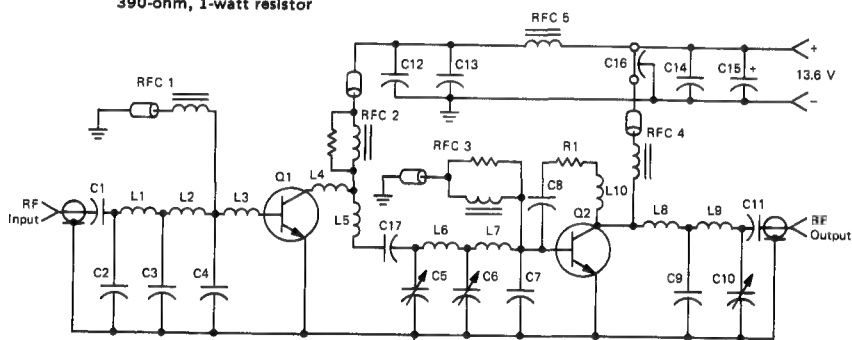 390-ohm, 1-watt resistor
RFC 5
C12
C13
C16
C14
C15
+
+
13.6 V
−
RFC 1
RFC 2
RFC 4
RFC 3
R1
Q1
L4
C8
L10
Q2
C1
L1
L2
L3
L5
C17
L6
L7
L8
L9
C11
RF
Input
RF
Output
C2
C3
C4
C5
C6
C7
C9
C10